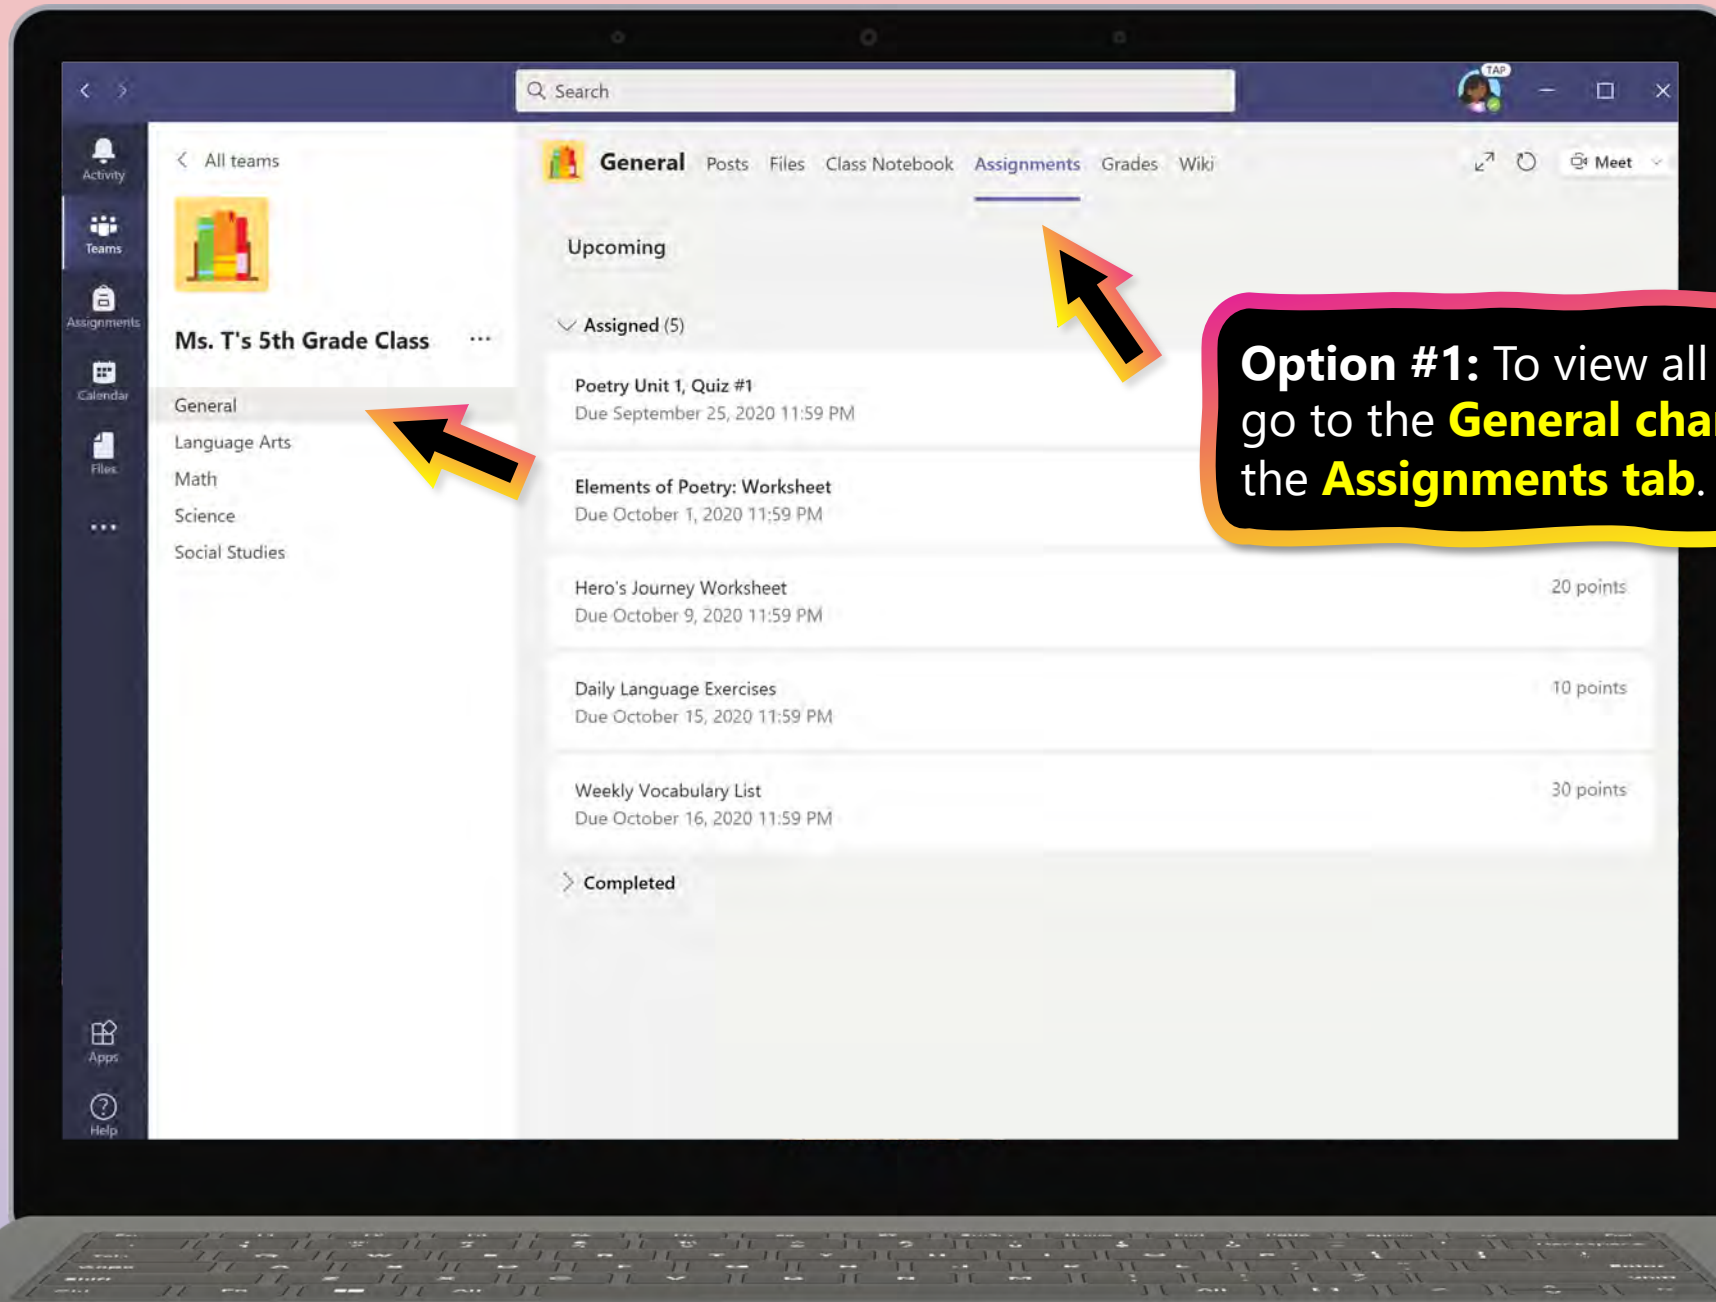 Search
TAP
Activity
Teams
Assignments
Calendar
Files
Apps
Help
All teams
Ms. T's 5th Grade Class
General
Language Arts
Math
Science
Social Studies
General Posts Files Class Notebook Assignments Grades Wiki
Meet
Upcoming
Assigned (5)
Poetry Unit 1, Quiz #1
Due September 25, 2020 11:59 PM
Elements of Poetry: Worksheet
Due October 1, 2020 11:59 PM
Hero's Journey Worksheet
20 points
Due October 9, 2020 11:59 PM
Daily Language Exercises
10 points
Due October 15, 2020 11:59 PM
Weekly Vocabulary List
30 points
Due October 16, 2020 11:59 PM
Completed
Option #1: To view all
go to the General
the Assignments tab.